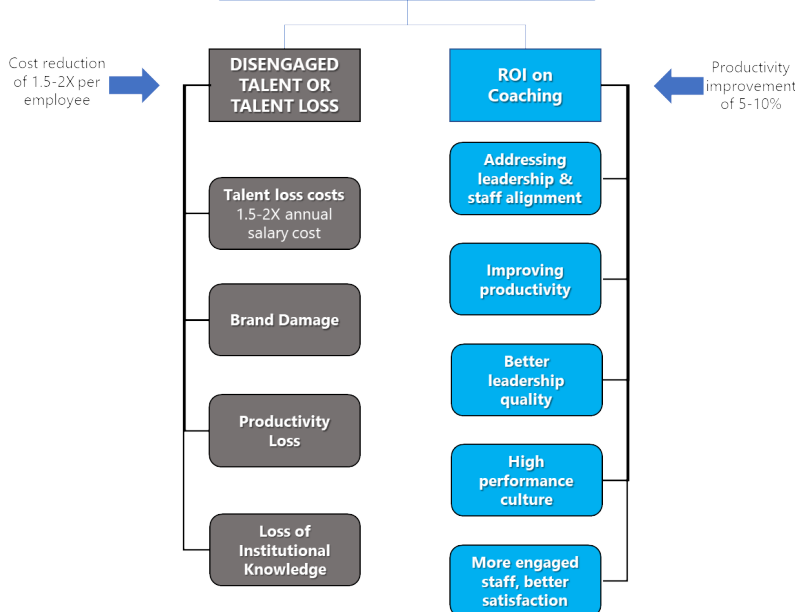 Cost reduction
of 1.5-2X per
employee
DISENGAGED
TALENT OR
TALENT LOSS
ROI on
Coaching
Productivity
improvement
of 5-10%
Talent loss costs
1.5-2X annual
salary cost
Brand Damage
Productivity
Loss
Loss of
Institutional
Knowledge
Addressing
leadership &
staff alignment
Improving
productivity
Better
leadership
quality
High
performance
culture
More engaged
staff, better
satisfaction